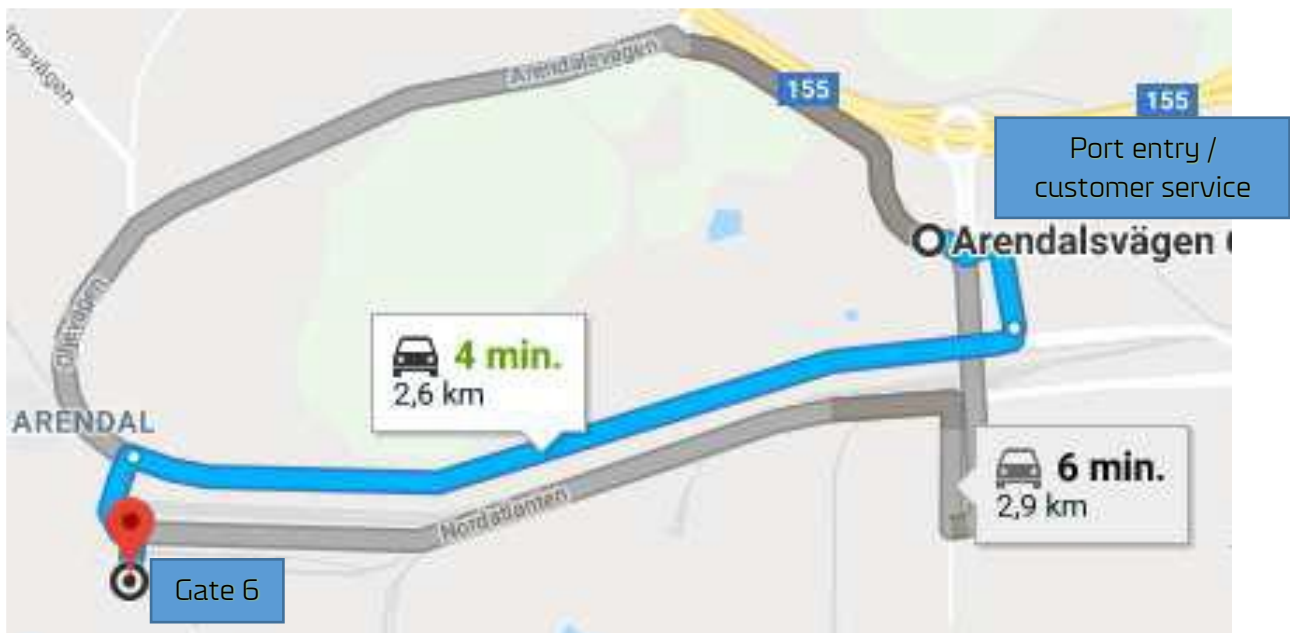 Arendalsvägen
155
155
Port entry /
customer service
Arendalsvägen
Oljevägen
4 min.
2,6 km
ARENDAL
6 min.
2,9 km
Nordatlanten
Gate 6